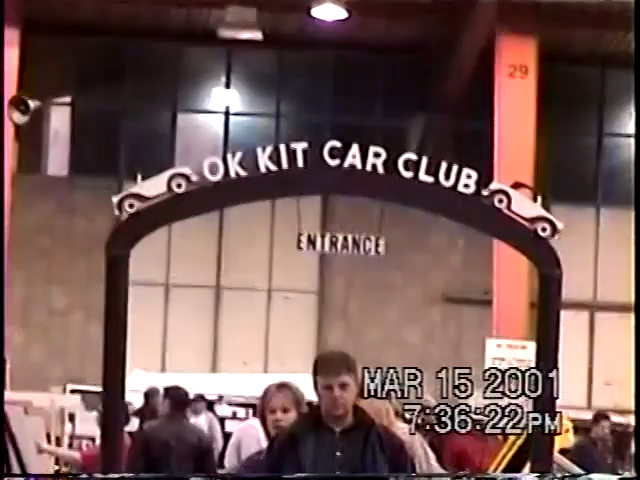 29
OK KIT CAR CLUB
ENTRANCE
MAR 15 2001
7:36:22PM